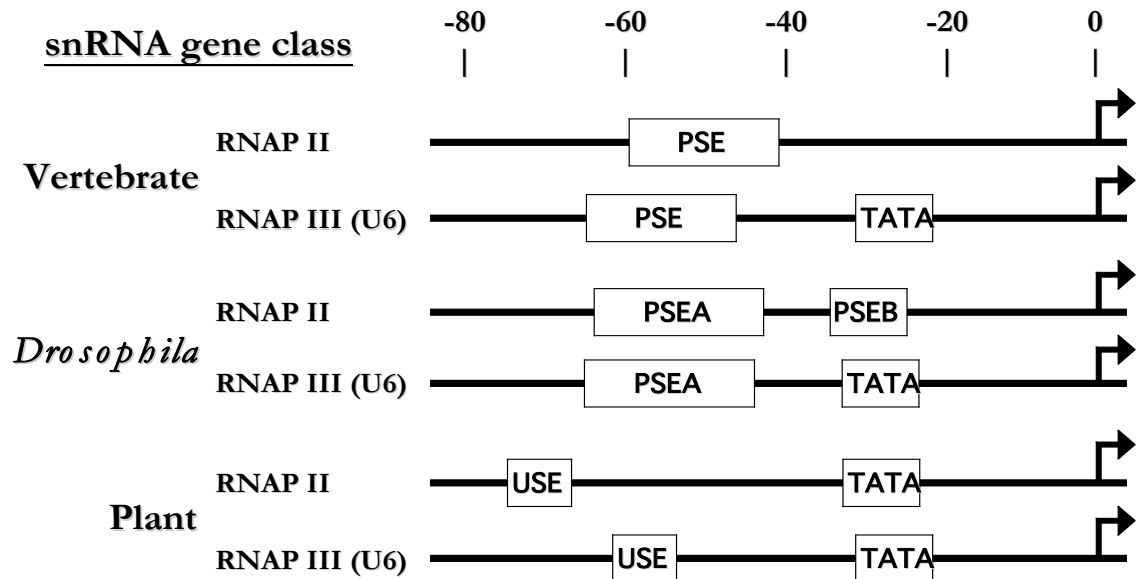 -80 -60 -40 -20 0
snRNA gene class
RNAP II PSE
Vertebrate
RNAP III (U6) PSE TATA
RNAP II PSEA PSEB
Drosophila
RNAP III (U6) PSEA TATA
RNAP II USE TATA
Plant
RNAP III (U6) USE TATA